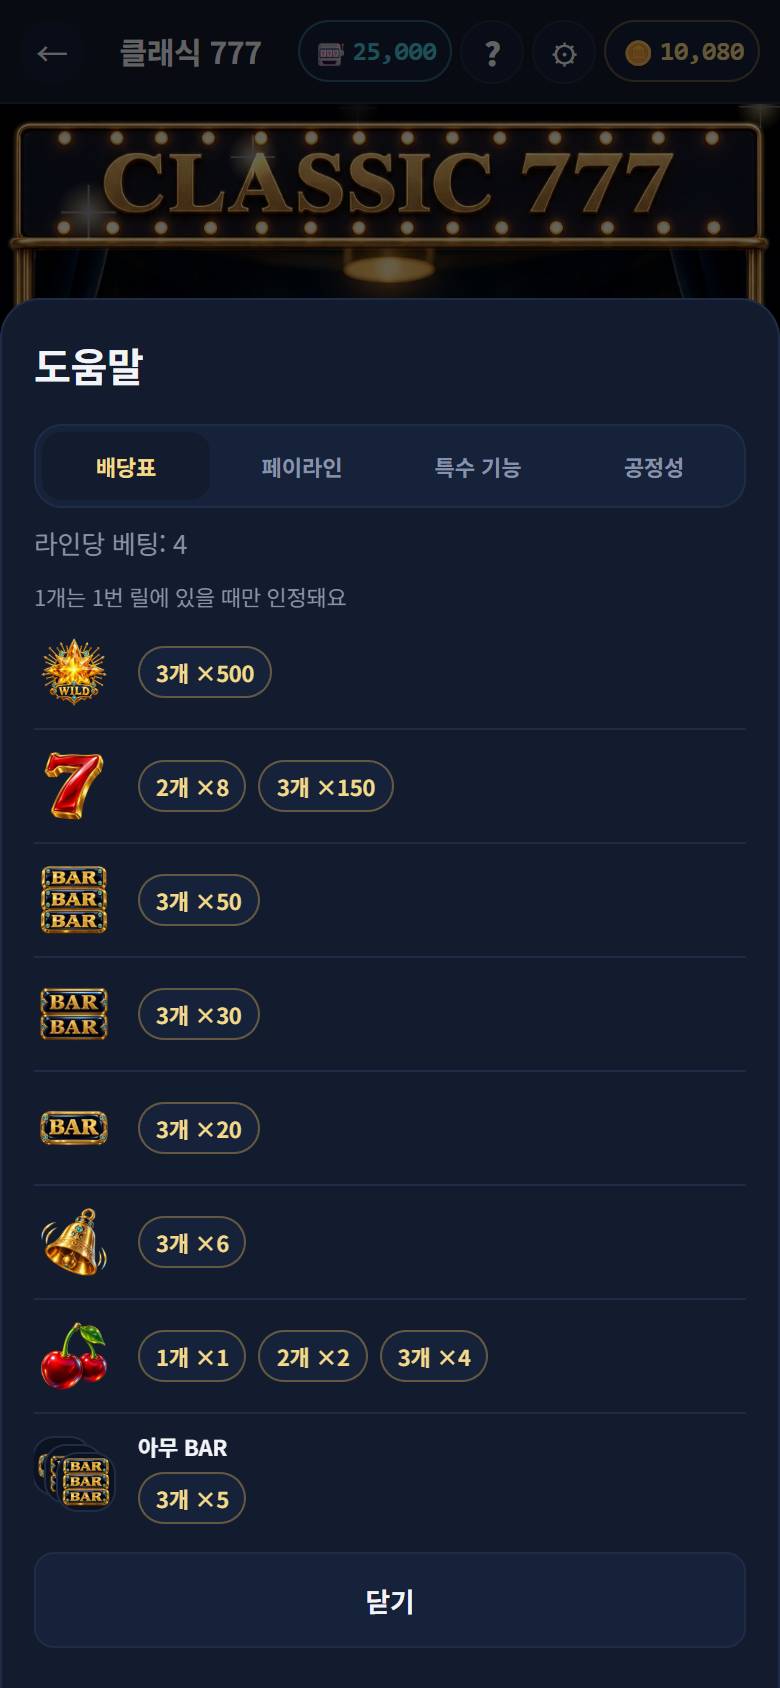 ← 클래식 777 25,000 ? 10,080
CLASSIC 777
도움말
배당표 페이라인 특수 기능 공정성
라인당 베팅: 4
1개는 1번 릴에 있을 때만 인정돼요
WILD 3개 ×500
7 2개 ×8 3개 ×150
BAR
BAR
BAR
3개 ×50
BAR
BAR
3개 ×30
BAR 3개 ×20
3개 ×6
1개 ×1 2개 ×2 3개 ×4
아무 BAR
BAR
BAR
BAR
3개 ×5
닫기